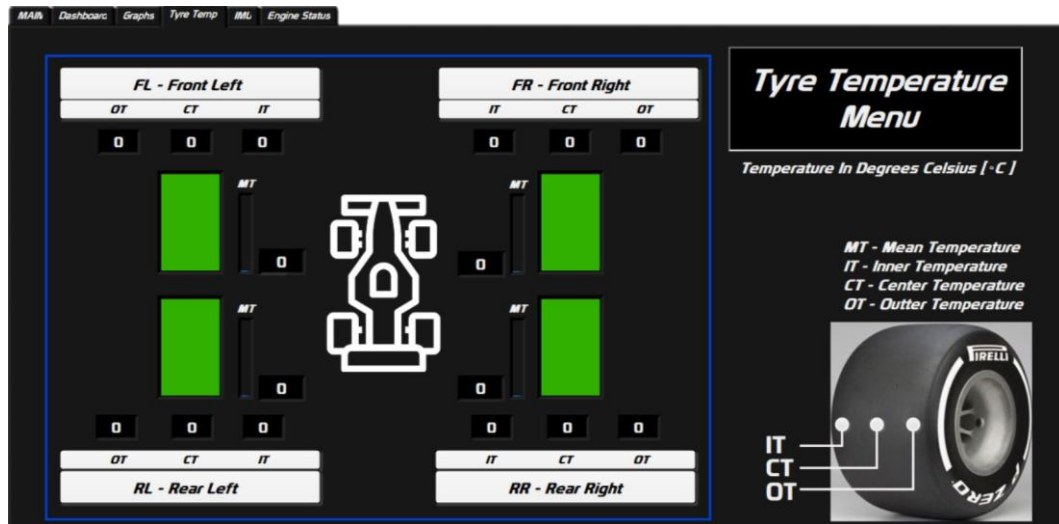 MAIN Dashboard Graphs Tyre Temp IMU Engine Status
FL - Front Left
OT CT IT
0 0 0
MT
0
MT
0
0 0 0
OT CT IT
RL - Rear Left
FR - Front Right
IT CT OT
0 0 0
MT
0
MT
0
0 0 0
IT CT OT
RR - Rear Right
Tyre Temperature
Menu
Temperature In Degrees Celsius [ °C ]
MT - Mean Temperature
IT - Inner Temperature
CT - Center Temperature
OT - Outter Temperature
PIRELLI
IT
CT
OT
ZERO